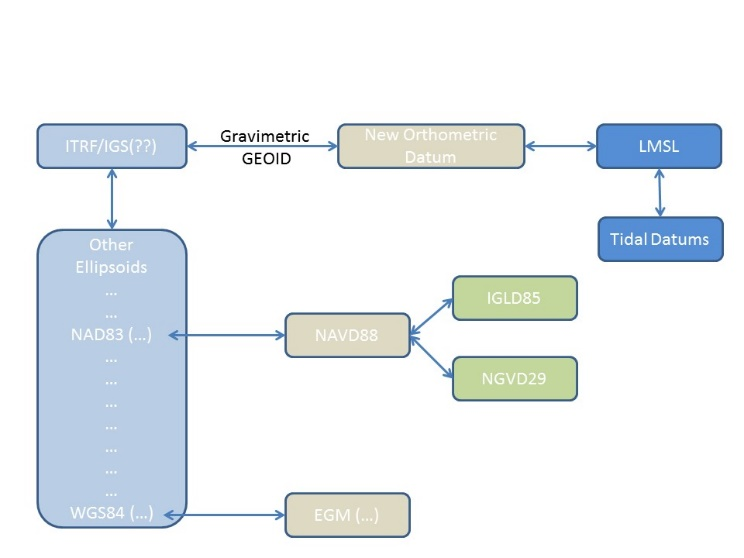 ITRF/IGS(??)
Gravimetric
GEOID
New Orthometric
Datum
LMSL
Tidal Datums
Other
Ellipsoids
...
...
NAD83 (...)
...
...
...
...
...
...
...
WGS84 (...)
NAVD88
IGLD85
NGVD29
EGM (...)